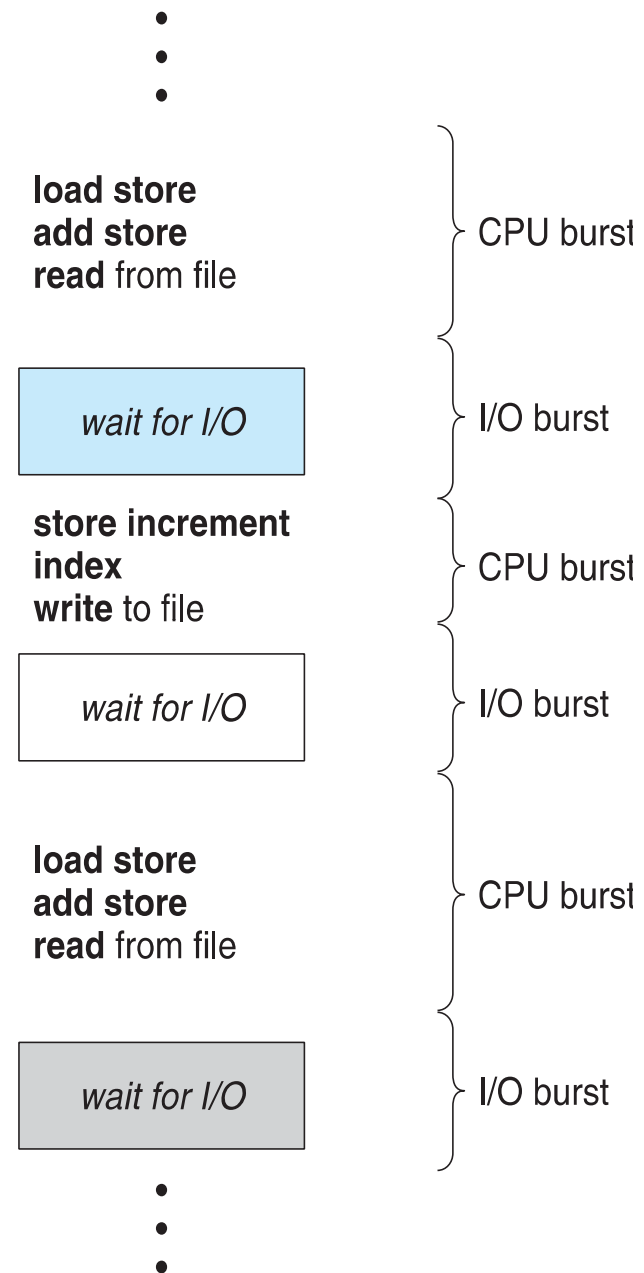 load store
add store
read from file
CPU burst
wait for I/O
I/O burst
store increment
index
write to file
CPU burst
wait for I/O
I/O burst
load store
add store
read from file
CPU burst
wait for I/O
I/O burst